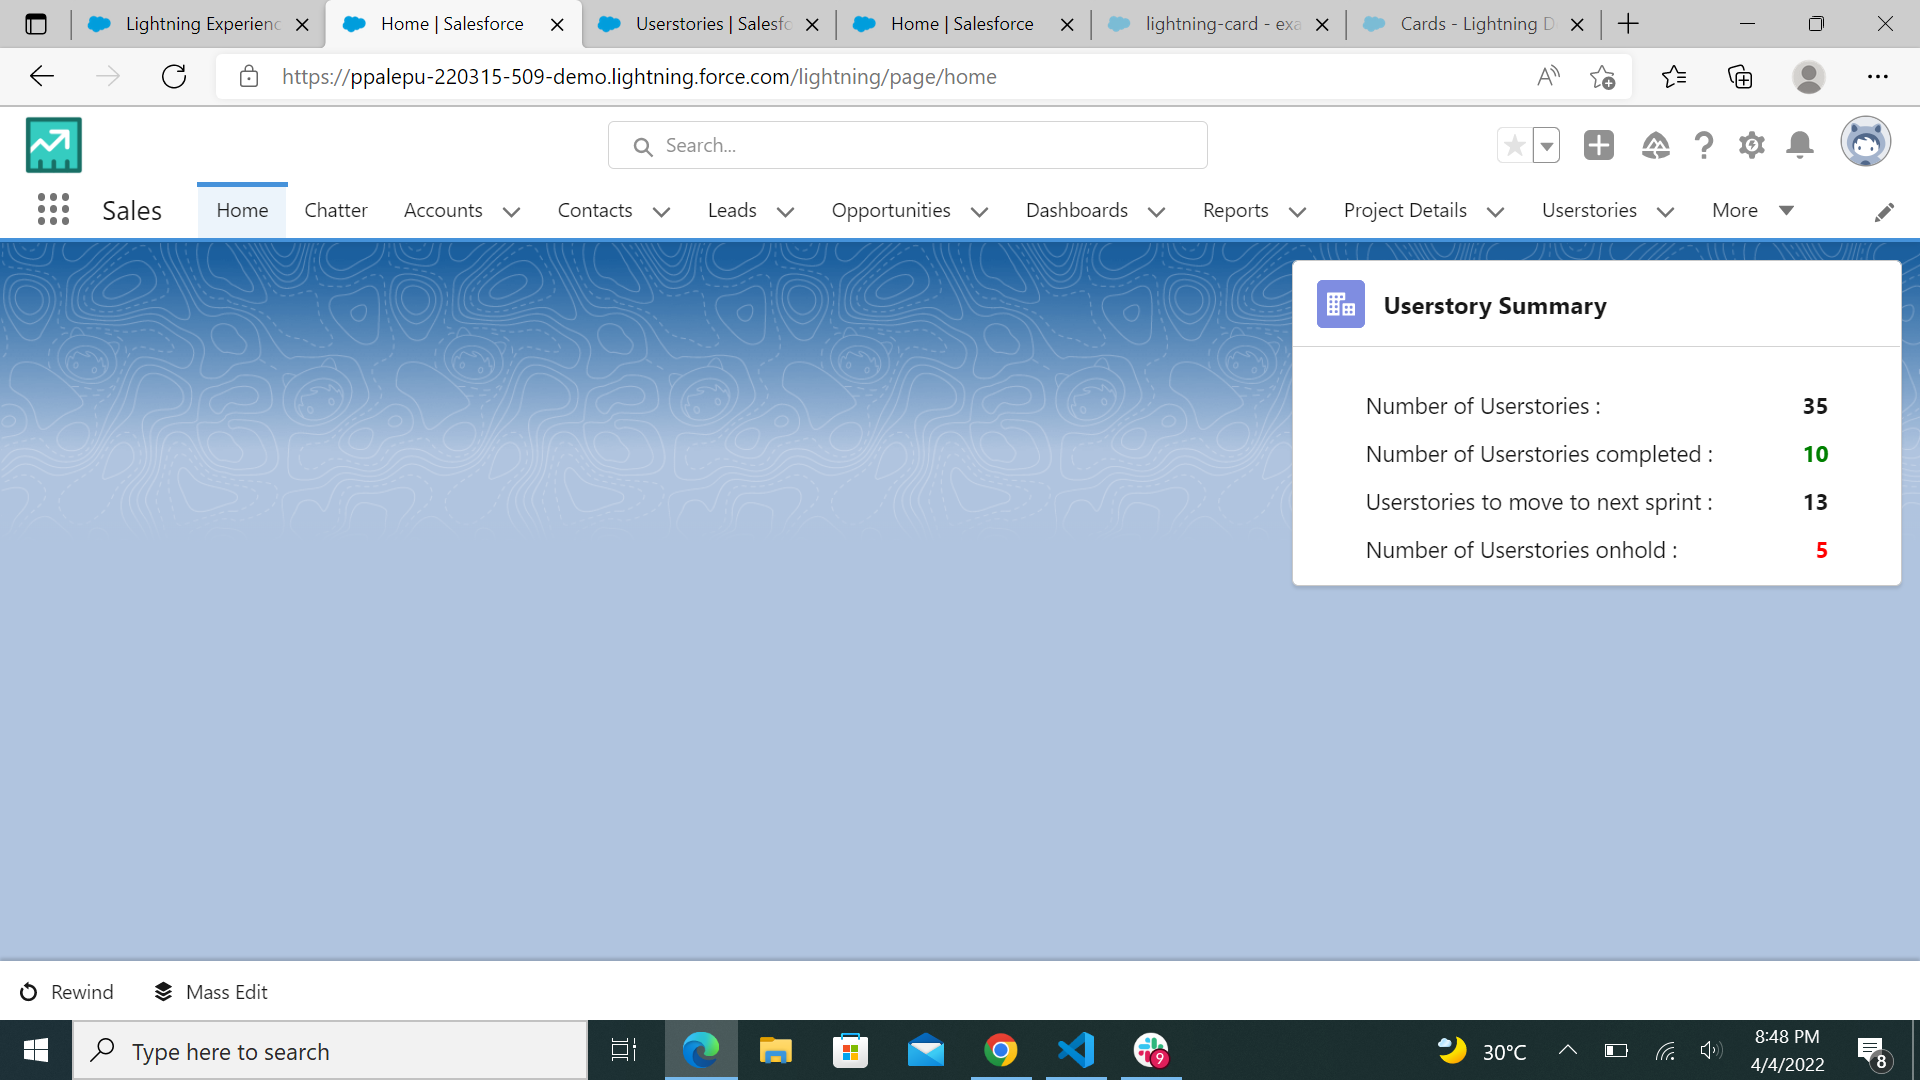 Lightning Experienc
Home | Salesforce
Userstories | Salesfo
Home | Salesforce
lightning-card - exa
Cards - Lightning D
https://ppalepu-220315-509-demo.lightning.force.com/lightning/page/home
Search...
Sales
Home
Chatter
Accounts
Contacts
Leads
Opportunities
Dashboards
Reports
Project Details
Userstories
More
Userstory Summary
Number of Userstories : 35
Number of Userstories completed : 10
Userstories to move to next sprint : 13
Number of Userstories onhold : 5
Rewind
Mass Edit
Type here to search
9
30°C
8:48 PM
4/4/2022
8